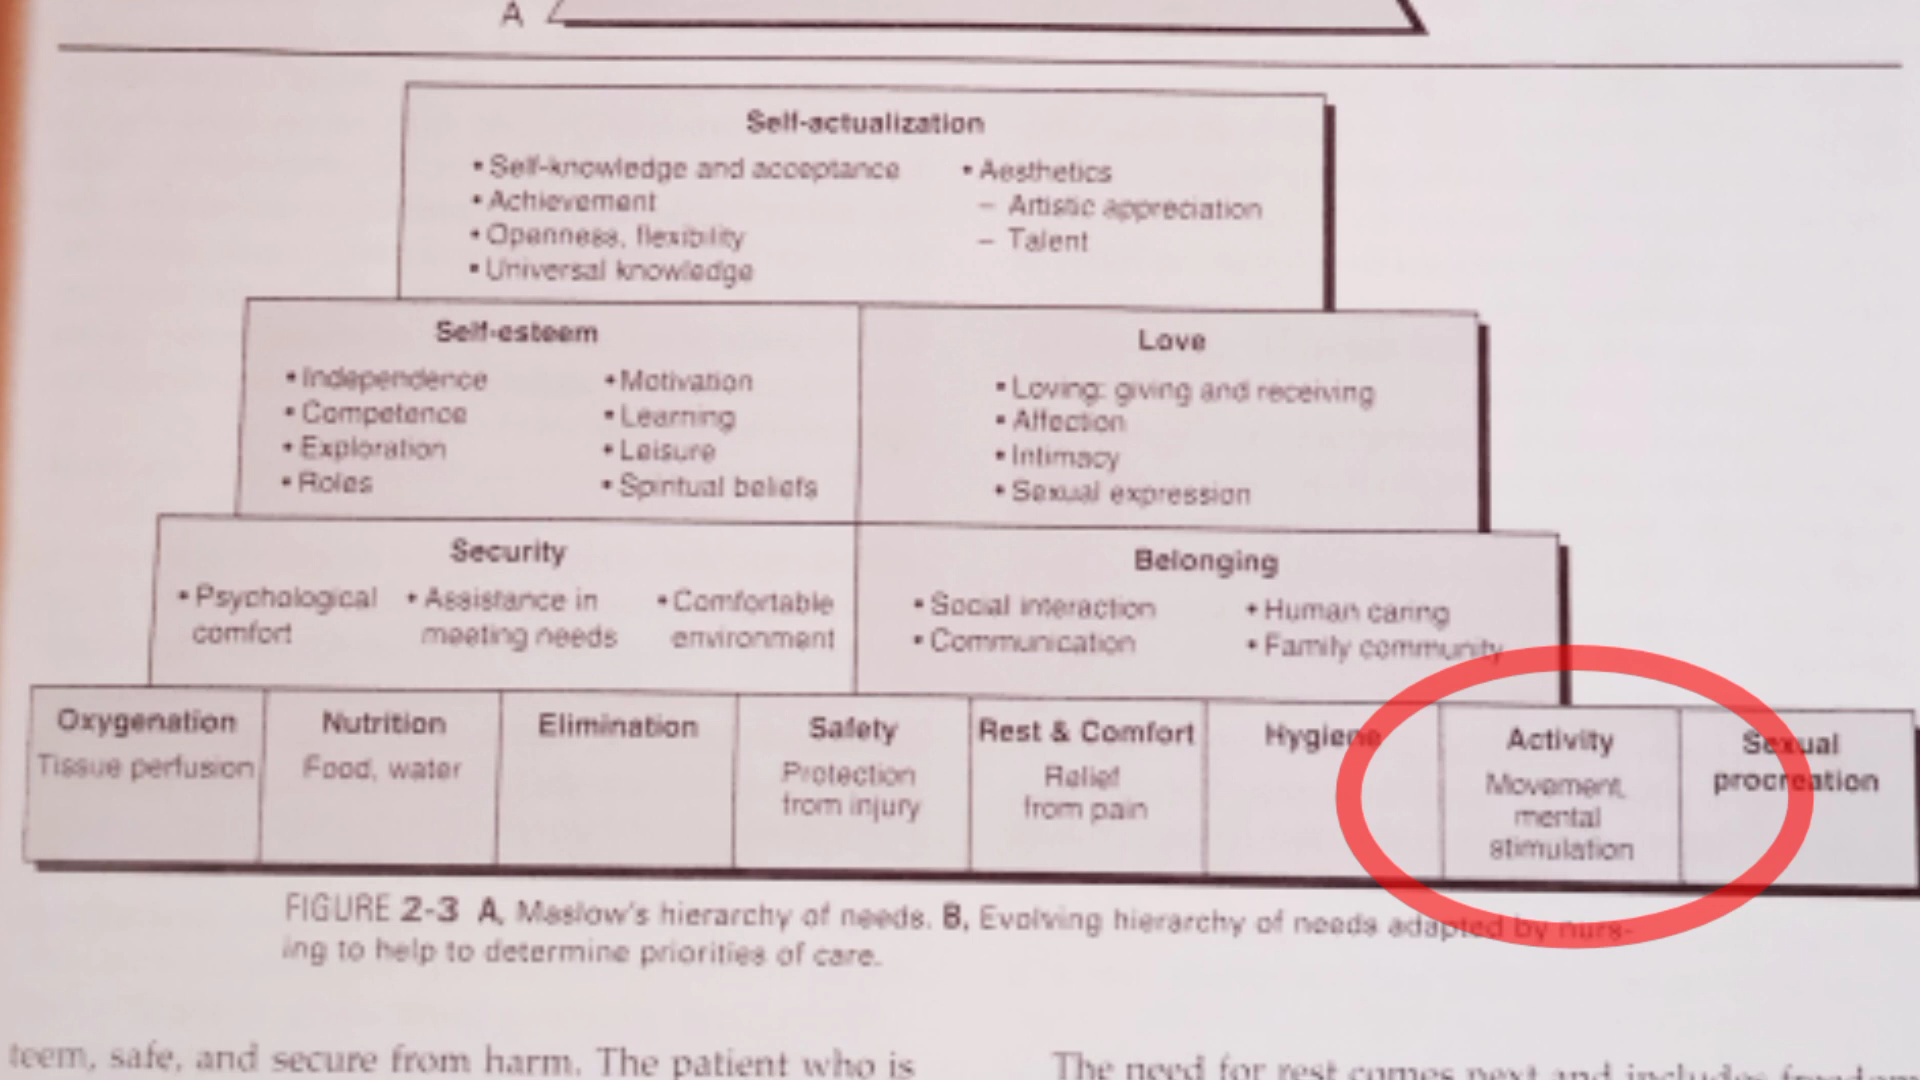 A
Self-actualization
• Self-knowledge and acceptance
• Achievement
• Openness, flexibility
• Universal knowledge
• Aesthetics
– Artistic appreciation
– Talent
Self-esteem
• Independence
• Competence
• Exploration
• Roles
• Motivation
• Learning
• Leisure
• Spiritual beliefs
Love
• Loving: giving and receiving
• Affection
• Intimacy
• Sexual expression
Security
• Psychological
comfort
• Assistance in
meeting needs
• Comfortable
environment
Belonging
• Social interaction
• Communication
• Human caring
• Family community
Oxygenation
Tissue perfusion
Nutrition
Food, water
Elimination
Safety
Protection
from injury
Rest & Comfort
Relief
from pain
Hygiene
Activity
Movement,
mental
stimulation
Sexual
procreation
FIGURE 2-3 A, Maslow's hierarchy of needs. B, Evolving hierarchy of needs adapted by nurs-
ing to help to determine priorities of care.
teem, safe, and secure from harm. The patient who is
The need for rest comes next and includes freedom